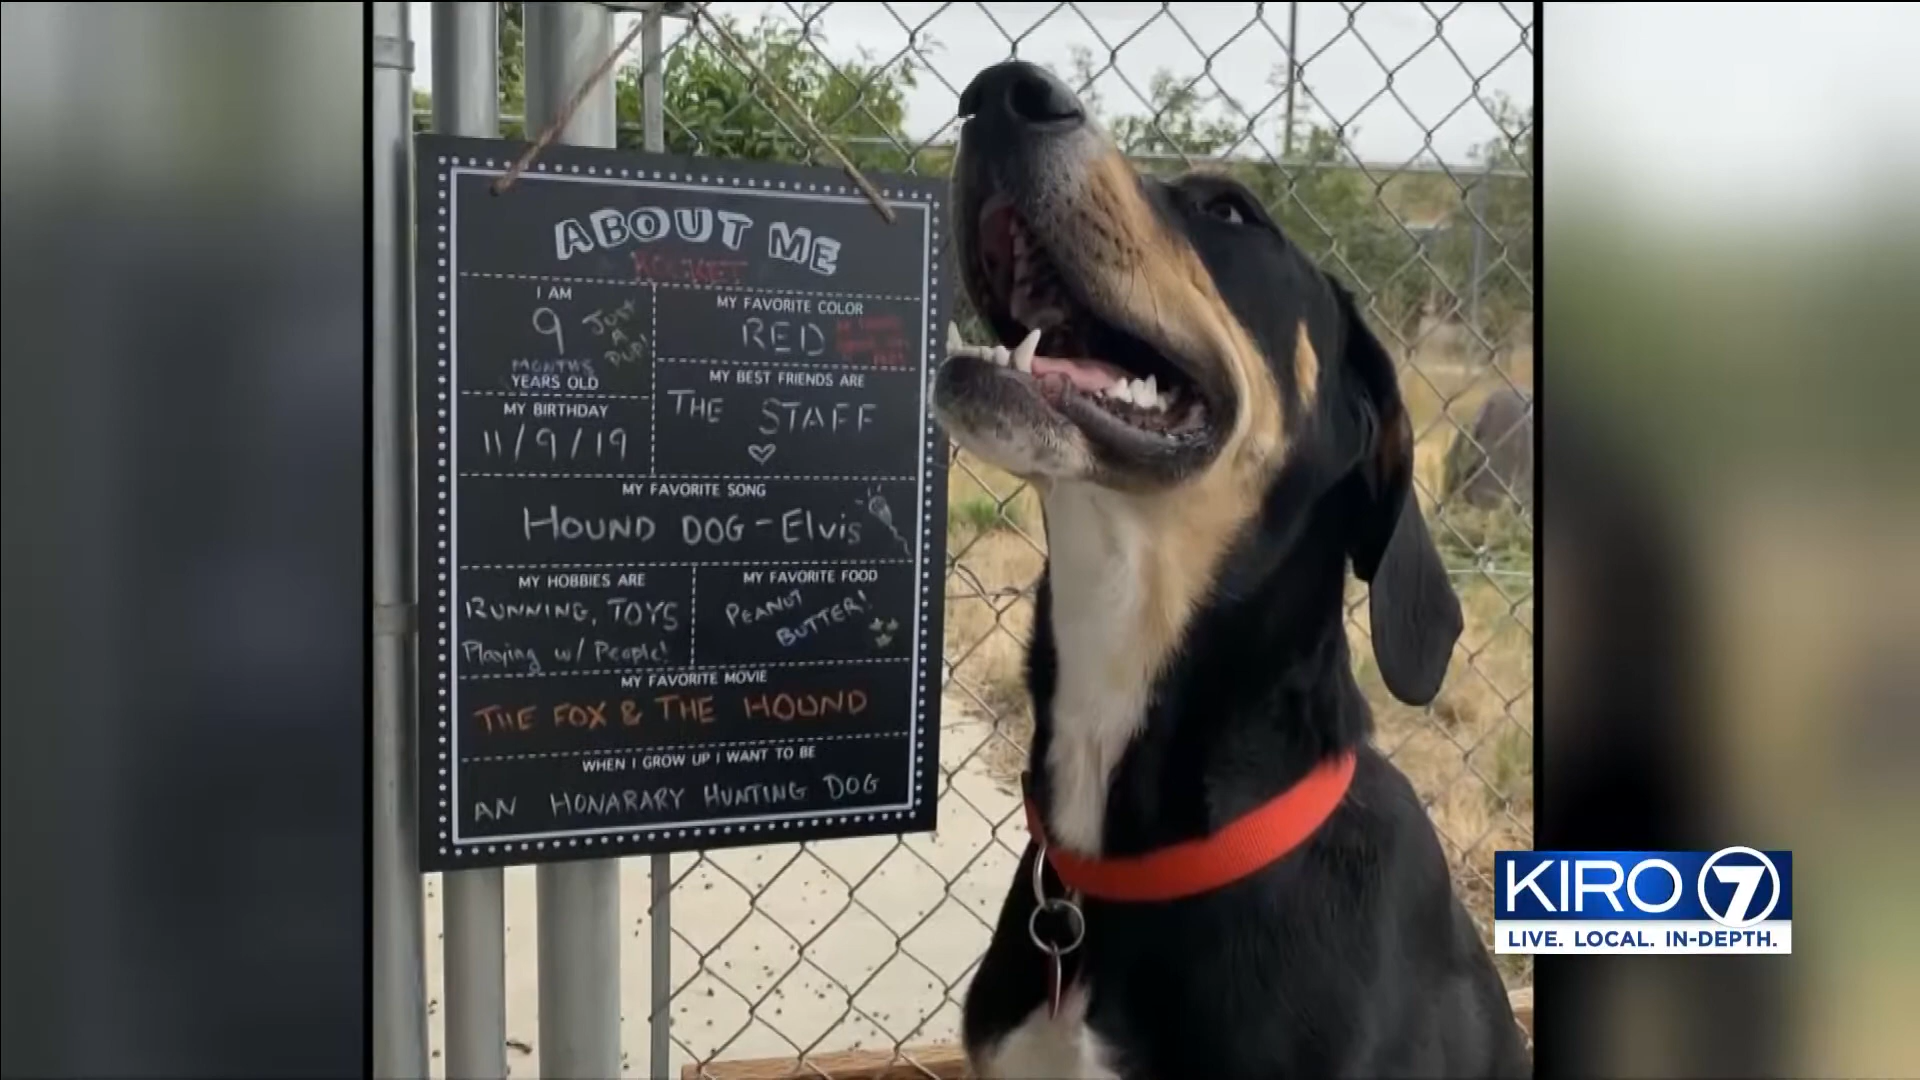 ABOUT ME
ROCKET
I AM
9
JUST
A
PUP!
MONTHS
YEARS OLD
MY FAVORITE COLOR
RED
MY BIRTHDAY
11/9/19
MY BEST FRIENDS ARE
THE STAFF
MY FAVORITE SONG
HOUND DOG - Elvis
MY HOBBIES ARE
RUNNING, TOYS
Playing w/ People!
MY FAVORITE FOOD
PEANUT
BUTTER!
MY FAVORITE MOVIE
THE FOX & THE HOUND
WHEN I GROW UP I WANT TO BE
AN HONARARY HUNTING DOG
KIRO 7
LIVE. LOCAL. IN-DEPTH.